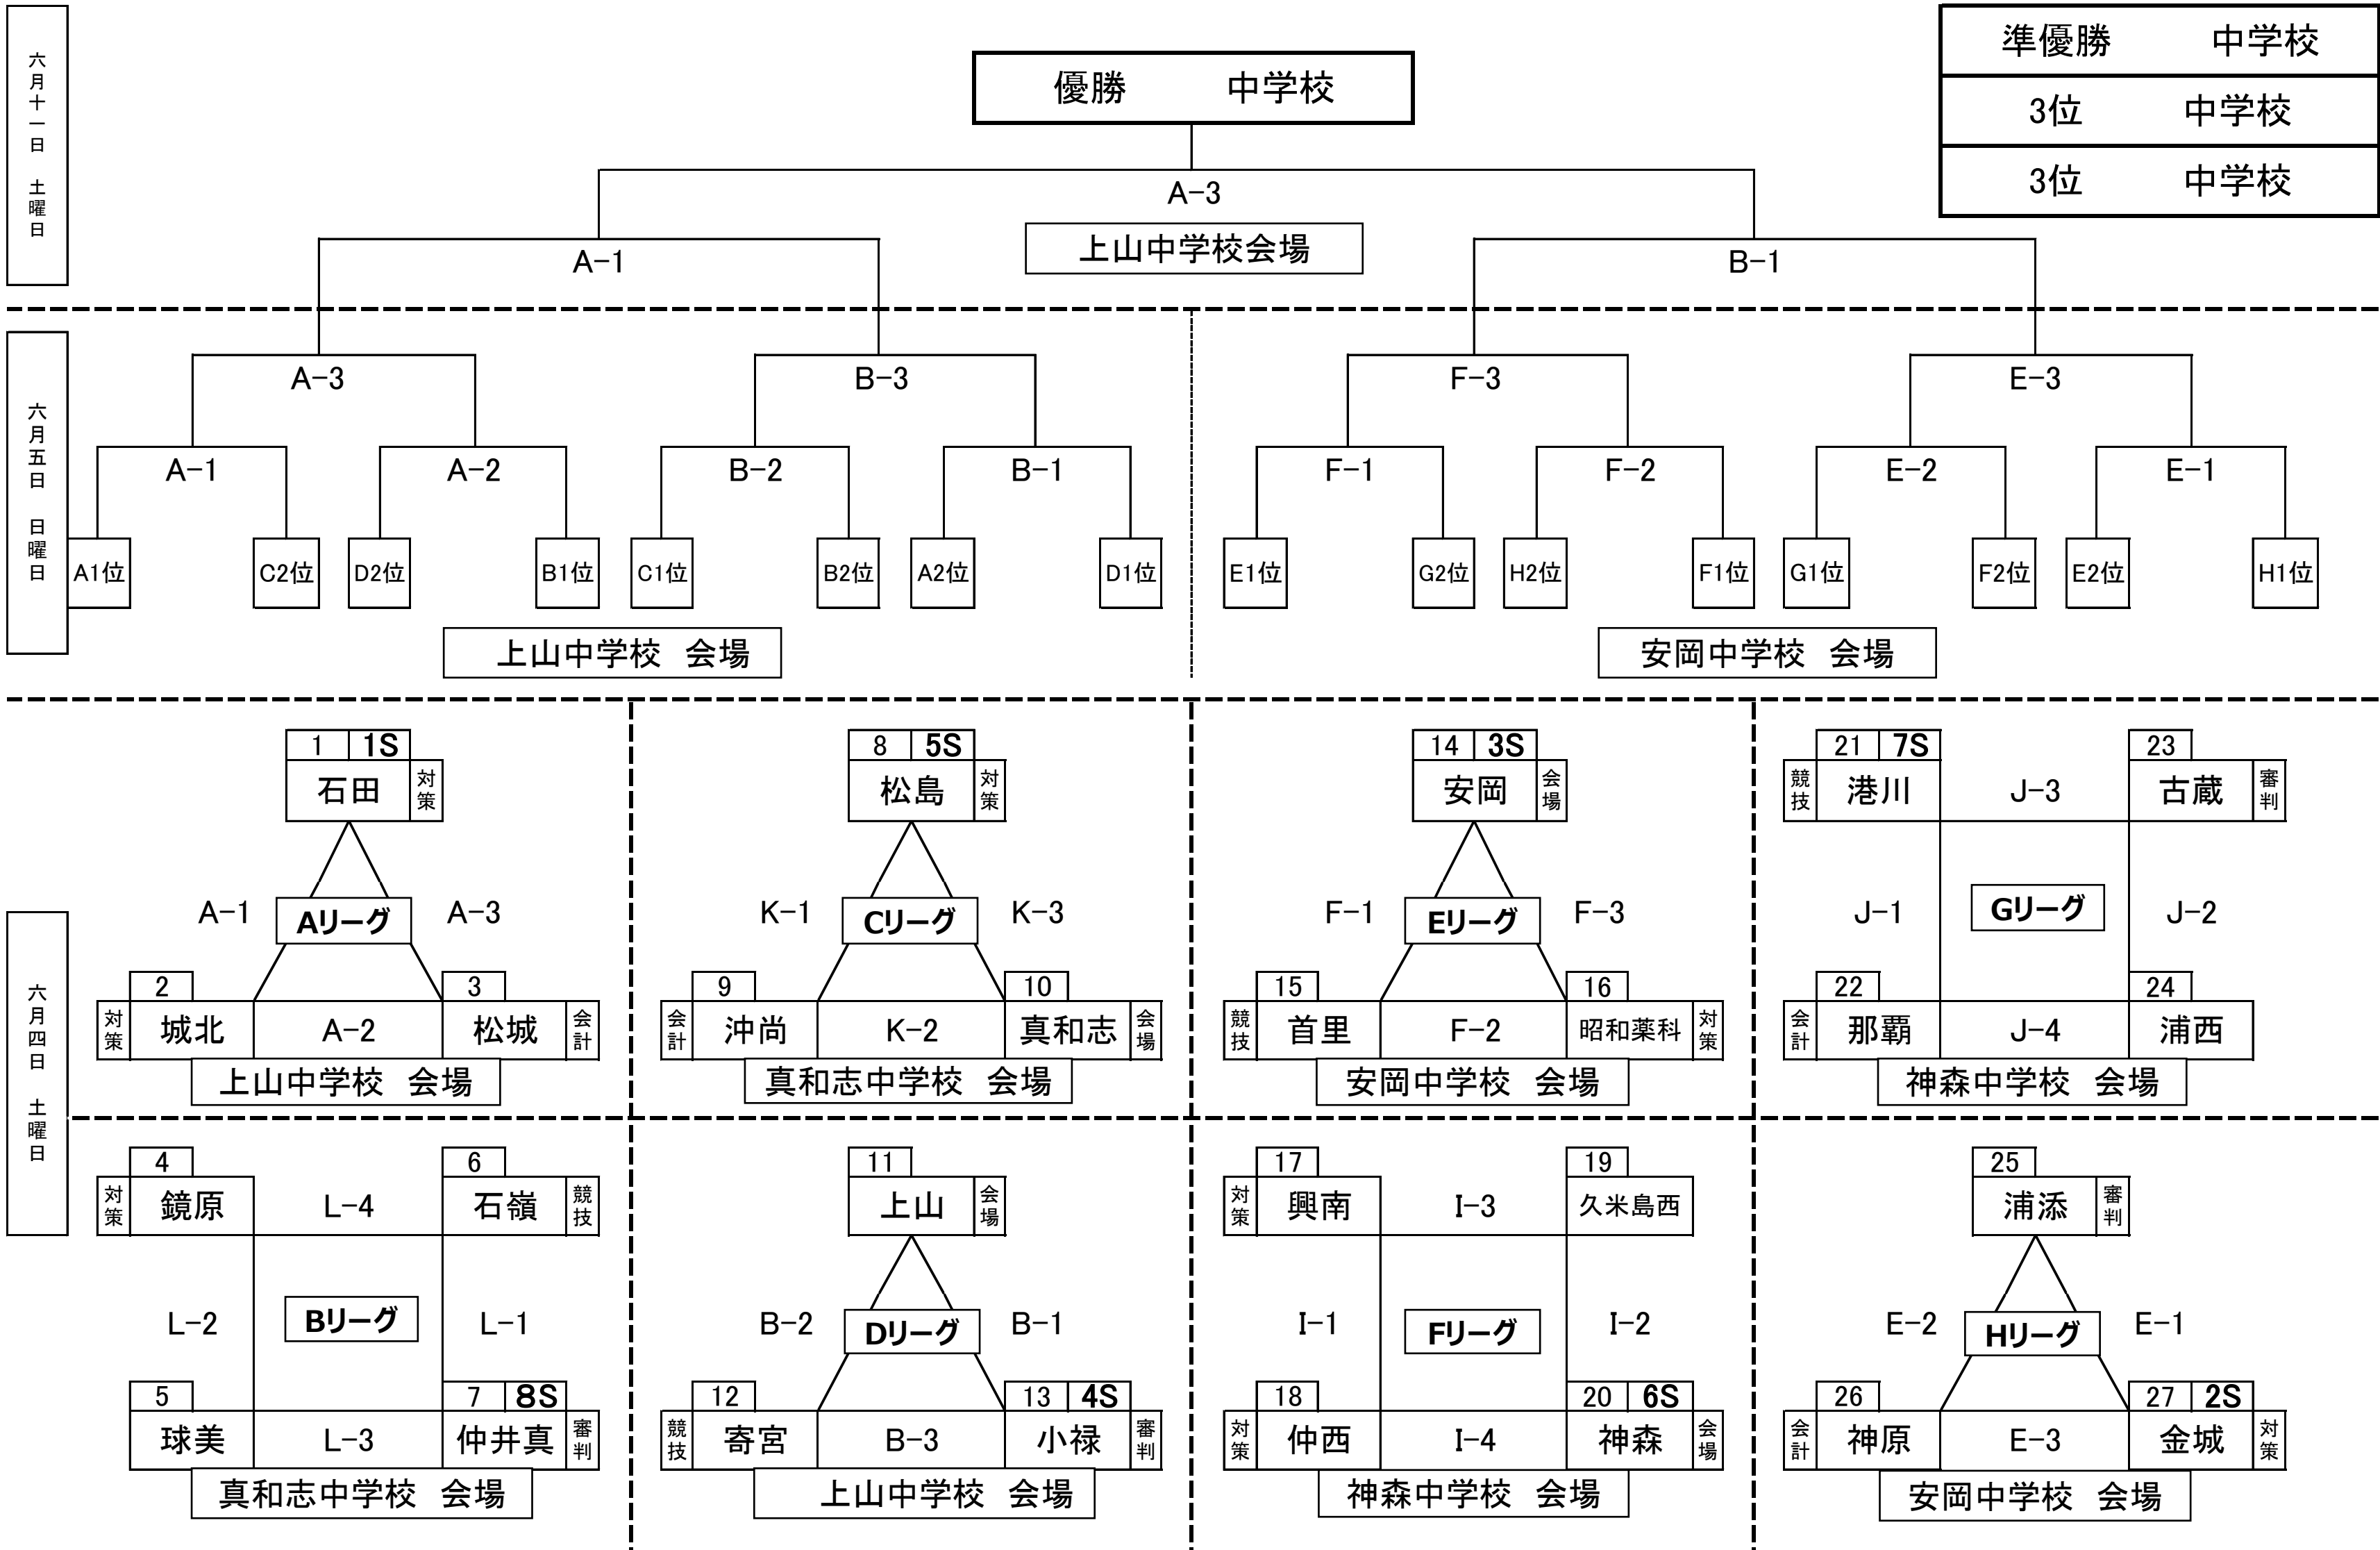 六月十一日 土曜日
優勝 中学校
準優勝 中学校
3位 中学校
3位 中学校
A-3
上山中学校会場
A-1
B-1
六月五日 日曜日
A-3
B-3
F-3
E-3
A-1
A-2
B-2
B-1
F-1
F-2
E-2
E-1
A1位
C2位
D2位
B1位
C1位
B2位
A2位
D1位
E1位
G2位
H2位
F1位
G1位
F2位
E2位
H1位
上山中学校 会場
安岡中学校 会場
六月四日 土曜日
1 1S
石田 対策
A-1
Aリーグ
A-3
2
3
対策 城北
A-2
松城 会計
上山中学校 会場
8 5S
松島 対策
K-1
Cリーグ
K-3
9
10
会計 沖尚
K-2
真和志 会場
真和志中学校 会場
14 3S
安岡 会場
F-1
Eリーグ
F-3
15
16
競技 首里
F-2
昭和薬科 対策
安岡中学校 会場
21 7S
23
競技 港川
J-3
古蔵 審判
J-1
Gリーグ
J-2
22
24
会計 那覇
J-4
浦西
神森中学校 会場
4
6
対策 鏡原
L-4
石嶺 競技
L-2
Bリーグ
L-1
5
7 8S
球美
L-3
仲井真 審判
真和志中学校 会場
11
上山 会場
B-2
Dリーグ
B-1
12
13 4S
競技 寄宮
B-3
小禄 審判
上山中学校 会場
17
19
対策 興南
I-3
久米島西
I-1
Fリーグ
I-2
18
20 6S
対策 仲西
I-4
神森 会場
神森中学校 会場
25
浦添 審判
E-2
Hリーグ
E-1
26
27 2S
会計 神原
E-3
金城 対策
安岡中学校 会場